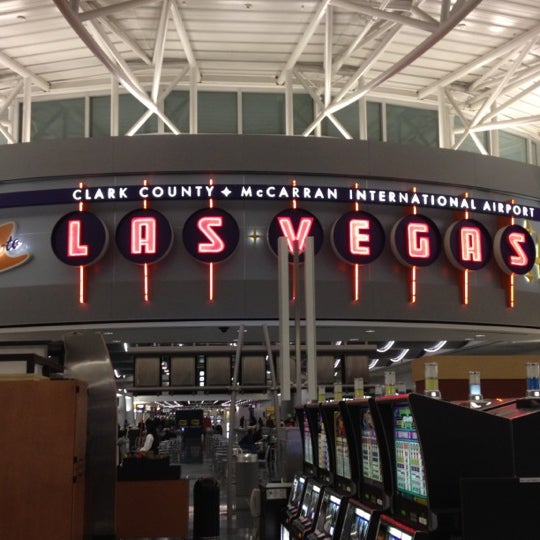 CLARK COUNTY ✦ McCARRAN INTERNATIONAL AIRPORT
LAS VEGAS